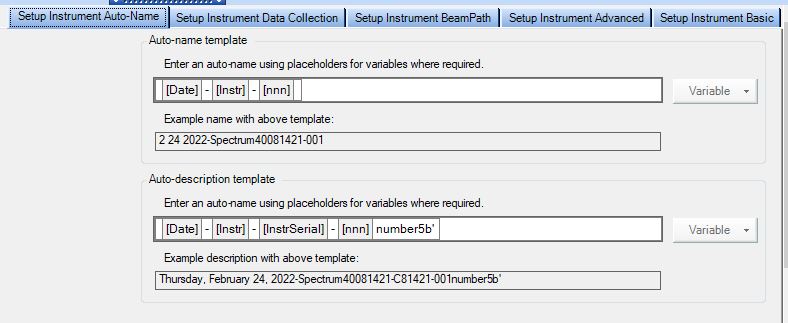 Setup Instrument Auto-Name Setup Instrument Data Collection Setup Instrument BeamPath Setup Instrument Advanced Setup Instrument Basic
Auto-name template
Enter an auto-name using placeholders for variables where required.
[Date] - [Instr] - [nnn] Variable
Example name with above template:
2 24 2022-Spectrum40081421-001
Auto-description template
Enter an auto-name using placeholders for variables where required.
[Date] - [Instr] - [InstrSerial] - [nnn] number5b' Variable
Example description with above template:
Thursday, February 24, 2022-Spectrum40081421-C81421-001number5b'